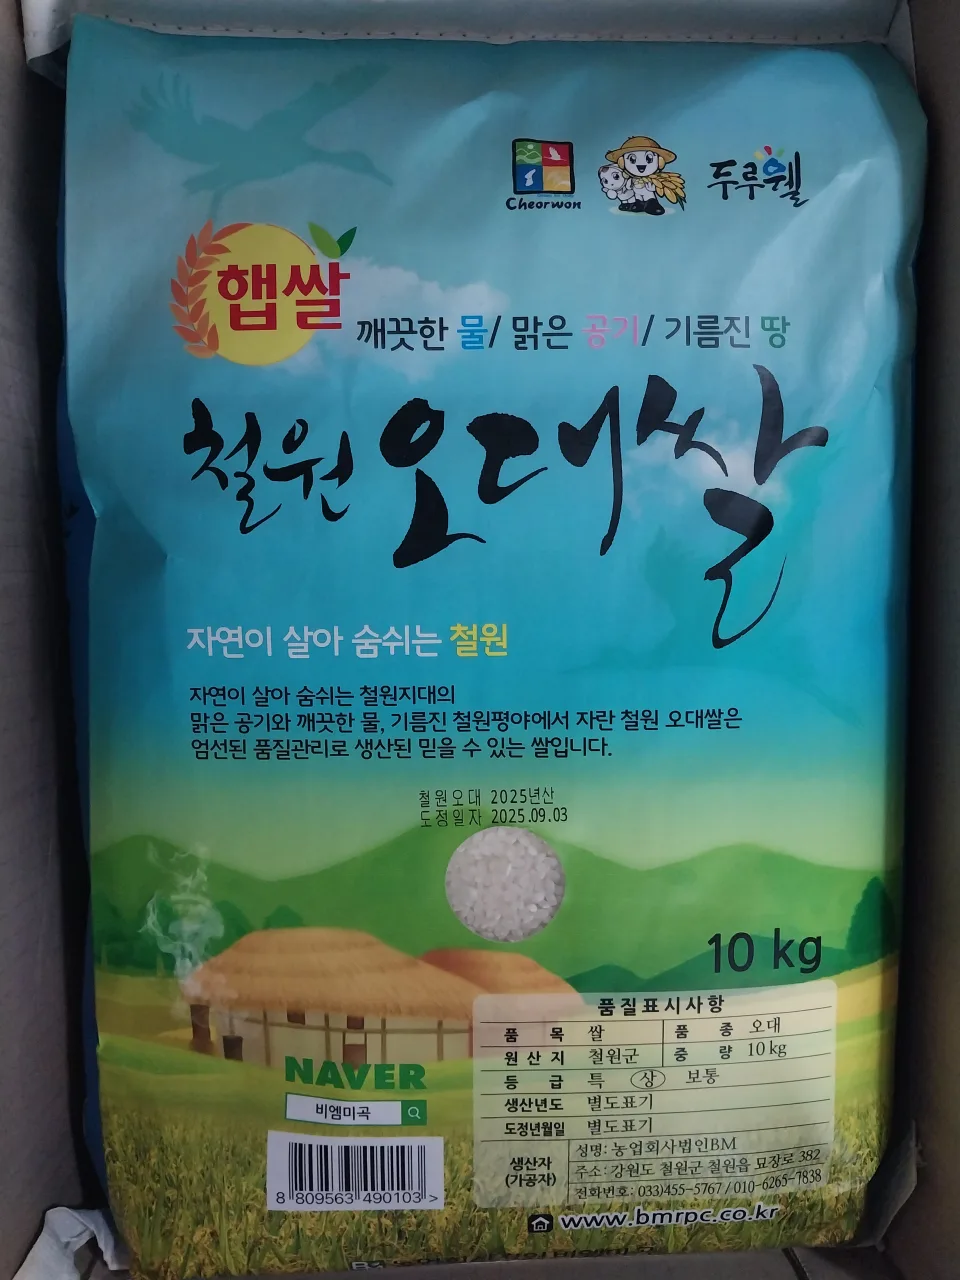 Cheorwon
두루웰
햅쌀
깨끗한 물/ 맑은 공기/ 기름진 땅
철원 오대쌀
자연이 살아 숨쉬는 철원
자연이 살아 숨쉬는 철원지대의
맑은 공기와 깨끗한 물, 기름진 철원평야에서 자란 철원 오대쌀은
엄선된 품질관리로 생산된 믿을 수 있는 쌀입니다.
철원오대 2025년산
도정일자 2025.09.03
10 kg
품질표시사항
품 목 쌀 품 종 오대
원산지 철원군 중 량 10 kg
등 급 특 상 보통
생산년도 별도표기
도정년월일 별도표기
생산자
(가공자)
성명: 농업회사법인BM
주소: 강원도 철원군 철원읍 묘장로 382
전화번호: 033)455-5767 / 010-6265-7838
NAVER
비엠미곡
8 809563 490103 >
www.bmrpc.co.kr